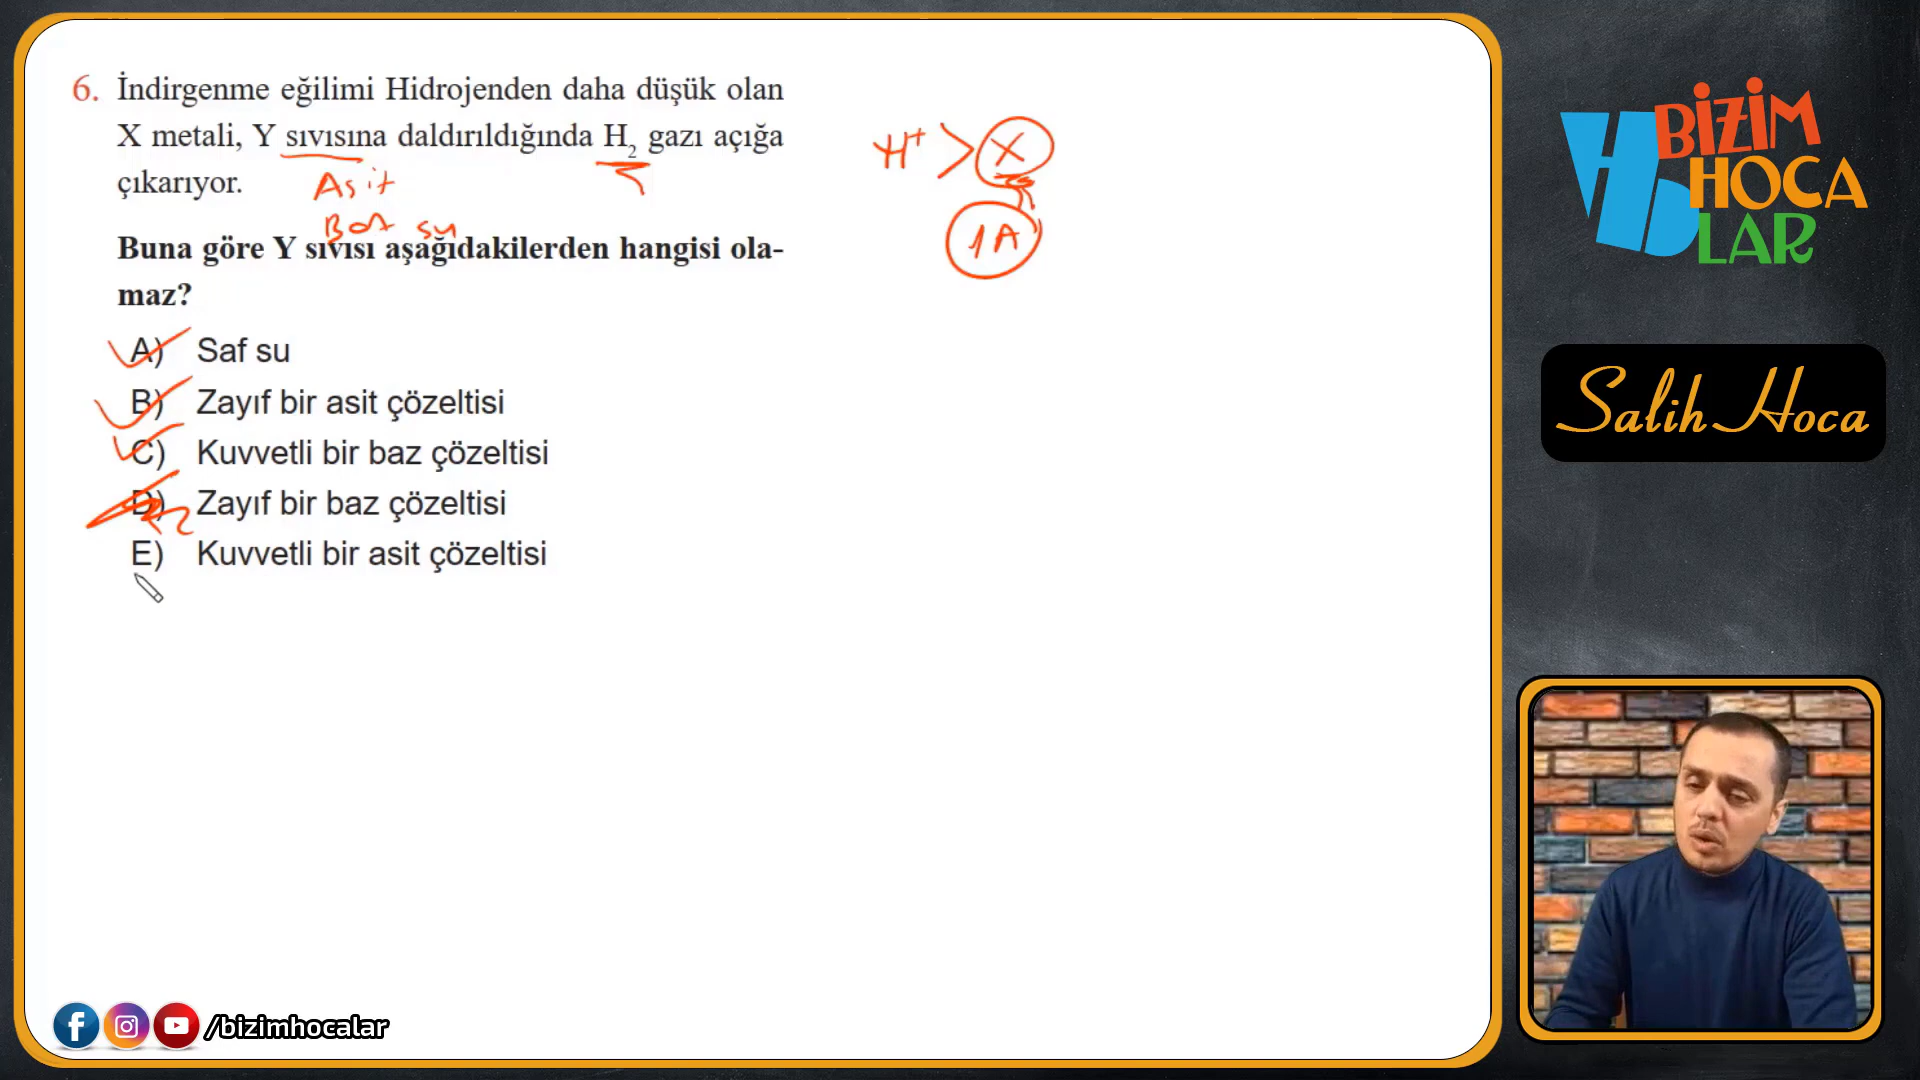 6. İndirgenme eğilimi Hidrojenden daha düşük olan
X metali, Y sıvısına daldırıldığında H₂ gazı açığa
çıkarıyor.
Asit
Baz su
Buna göre Y sıvısı aşağıdakilerden hangisi ola-
maz?
A) Saf su
B) Zayıf bir asit çözeltisi
C) Kuvvetli bir baz çözeltisi
D) Zayıf bir baz çözeltisi
E) Kuvvetli bir asit çözeltisi
H⁺ > X
1A
BİZİM
HOCA
LAR
Salih Hoca
/bizimhocalar